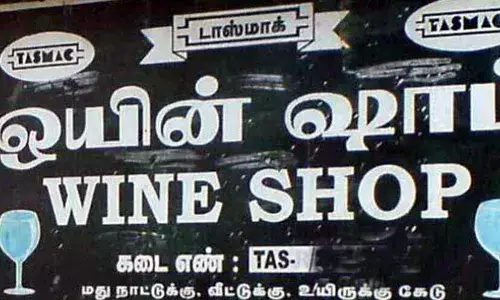 TASMAC டாஸ்மாக் TASMAC
ஒயின் ஷாப்
WINE SHOP
கடை எண் : TAS-
மது நாட்டுக்கு, வீட்டுக்கு, உயிருக்கு கேடு